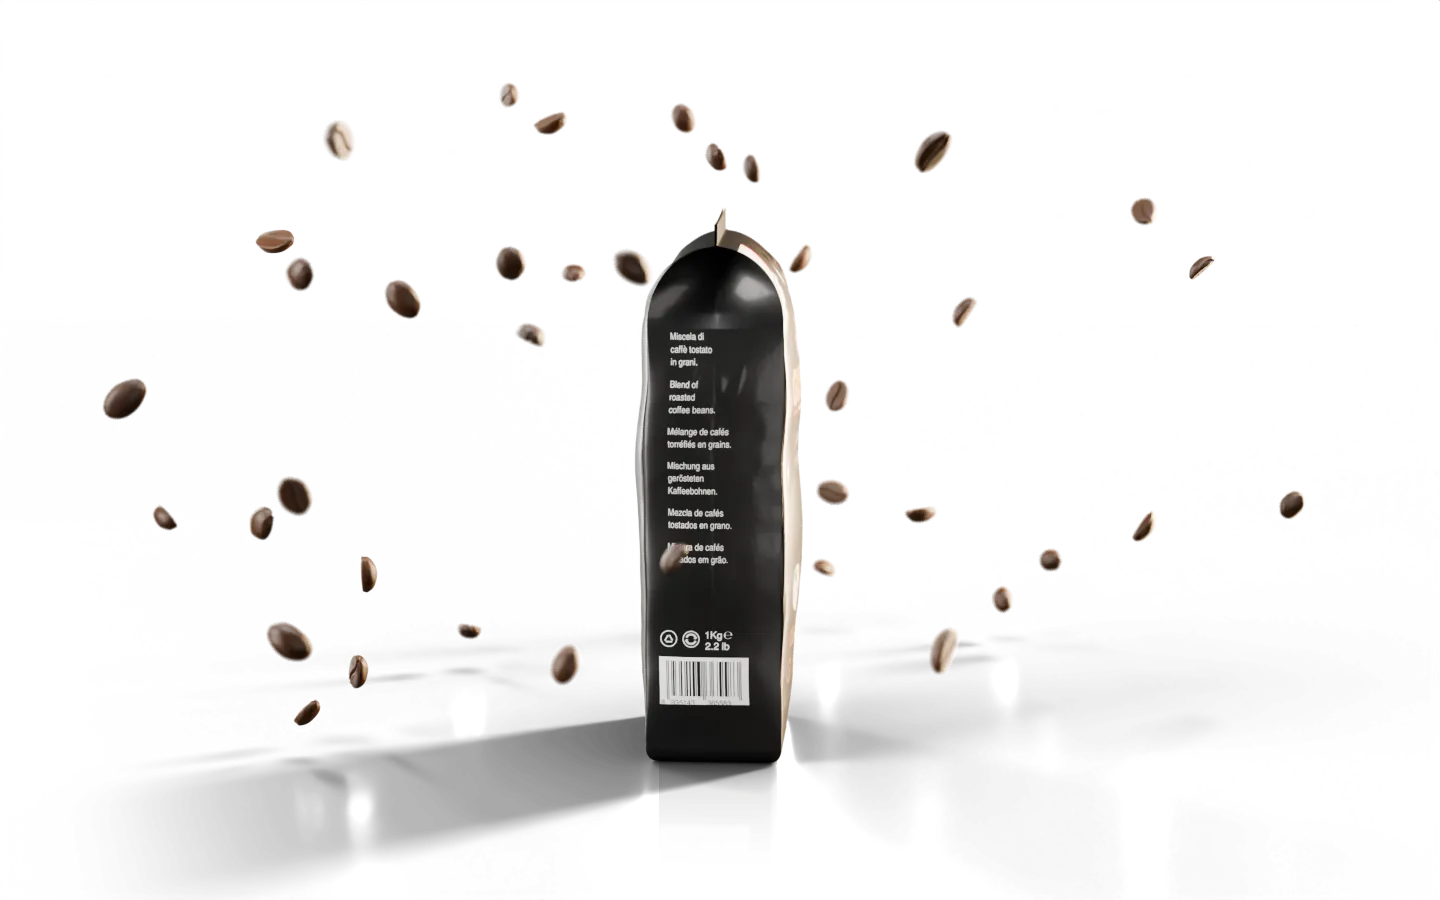 Miscela di
caffè tostato
in grani.
Blend of
roasted
coffee beans.
Mélange de cafés
torréfiés en grains.
Mischung aus
gerösteten
Kaffeebohnen.
Mezcla de cafés
tostados en grano.
de cafés
em grão.
1Kg℮
2.2 lb